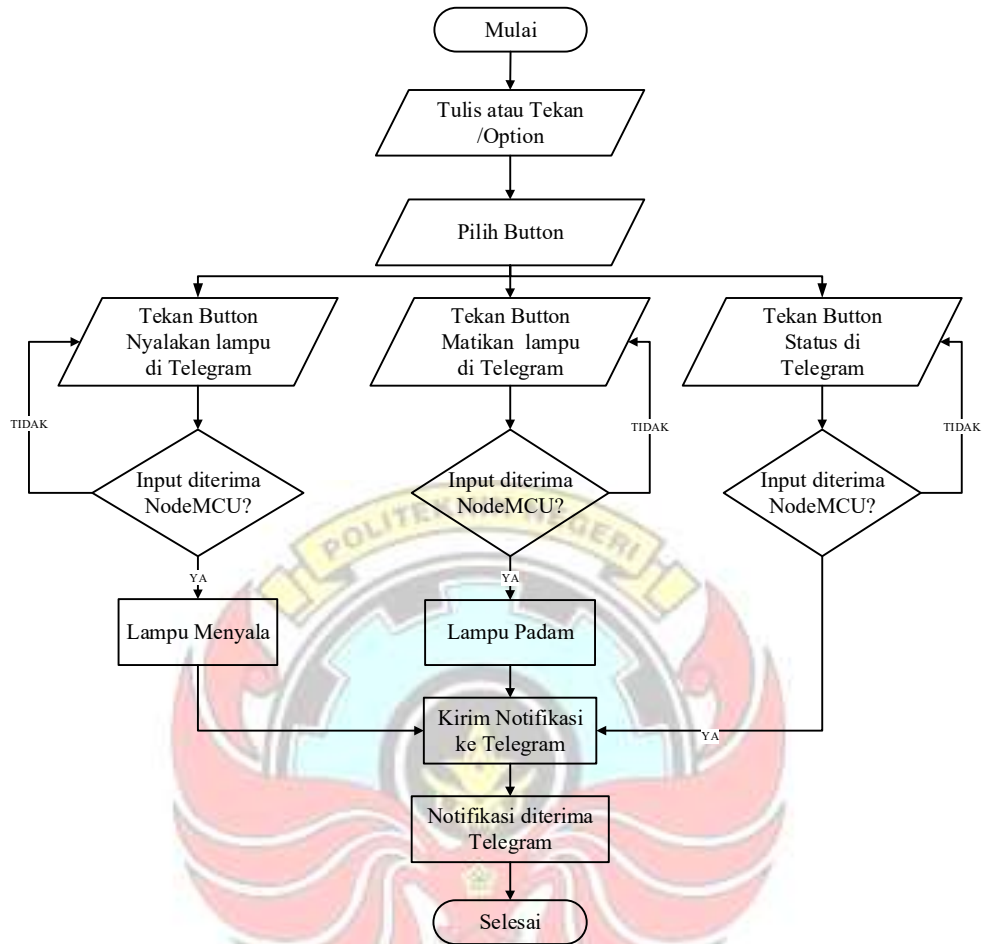 Mulai
Tulis atau Tekan
/Option
Pilih Button
Tekan Button
Nyalakan lampu
di Telegram
Tekan Button
Matikan lampu
di Telegram
Tekan Button
Status di
Telegram
TIDAK
TIDAK
TIDAK
Input diterima
NodeMCU?
Input diterima
NodeMCU?
Input diterima
NodeMCU?
POLITEKNIK NEGERI
YA
YA
Lampu Menyala
Lampu Padam
Kirim Notifikasi
ke Telegram
YA
Notifikasi diterima
Telegram
Selesai